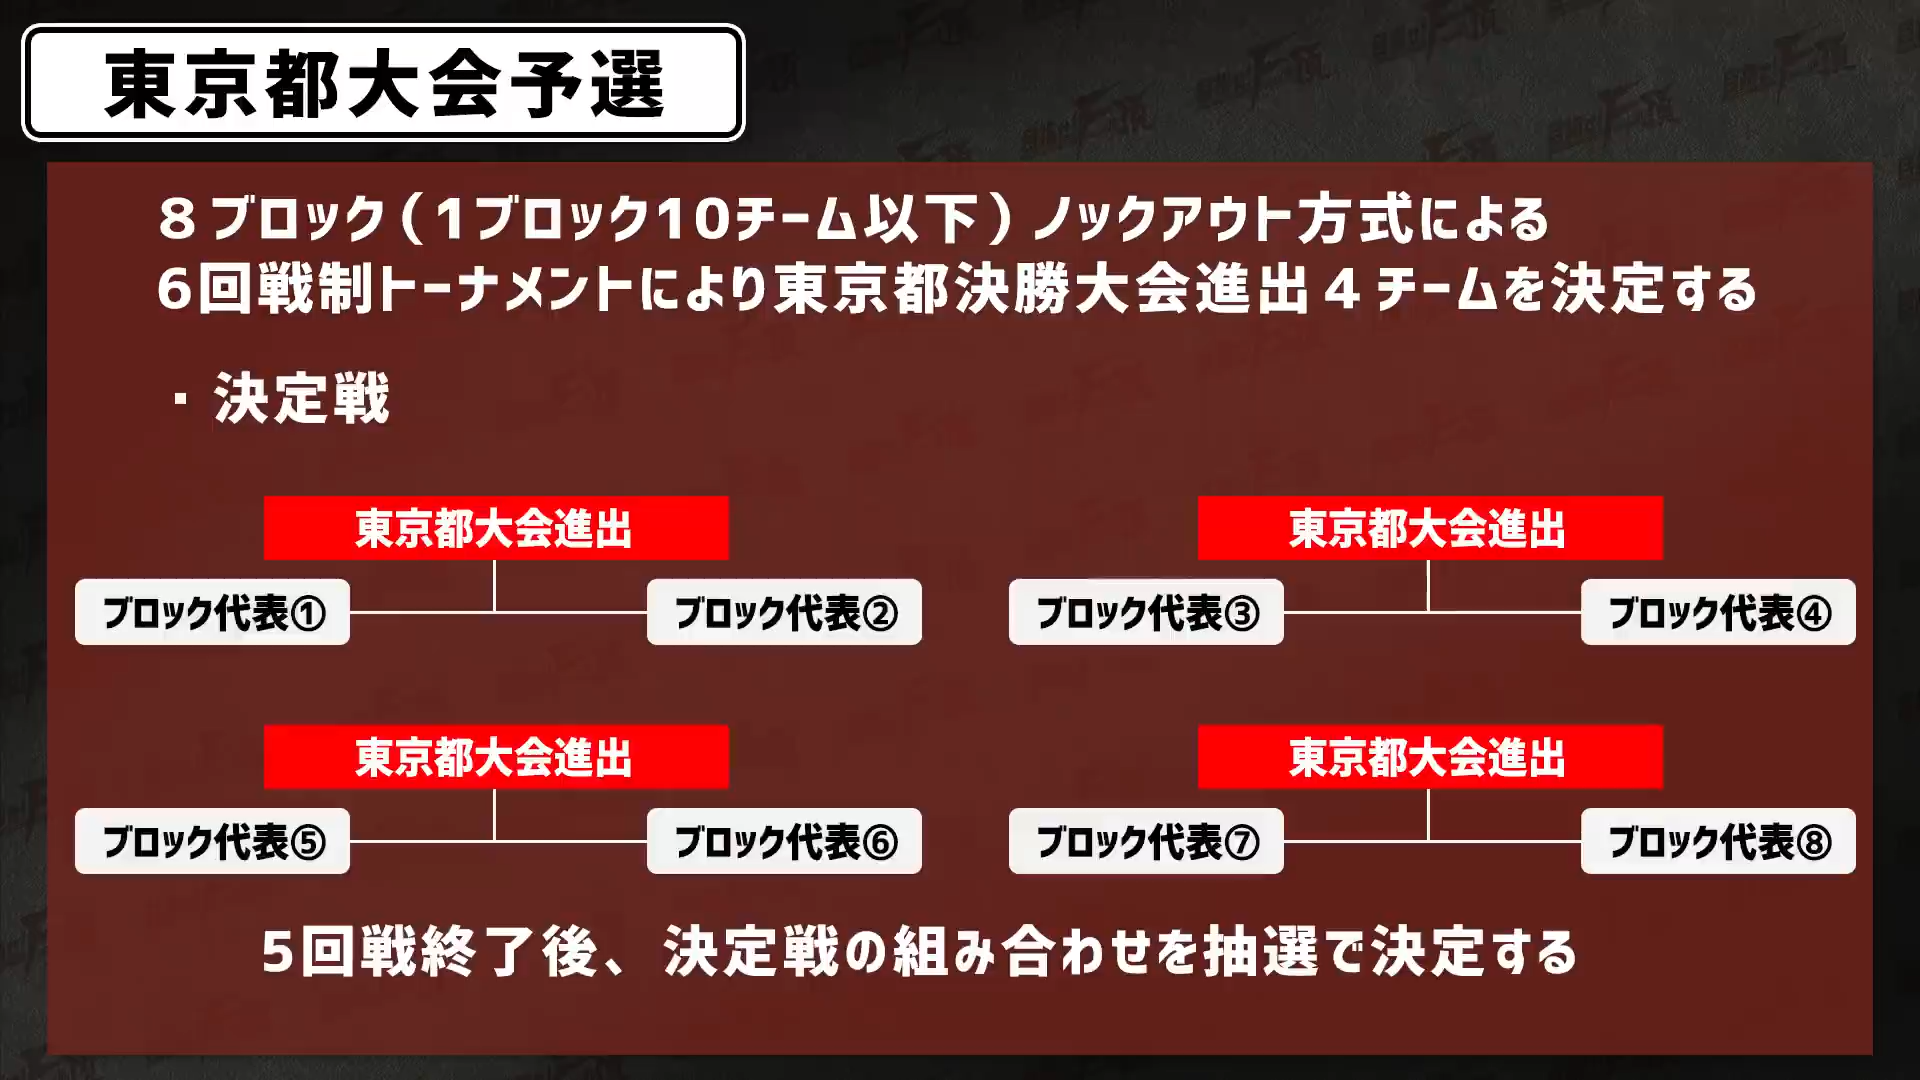 東京都大会予選
8ブロック(1ブロック10チーム以下)ノックアウト方式による
6回戦制トーナメントにより東京都決勝大会進出4チームを決定する
・決定戦
東京都大会進出
東京都大会進出
ブロック代表①
ブロック代表②
ブロック代表③
ブロック代表④
東京都大会進出
東京都大会進出
ブロック代表⑤
ブロック代表⑥
ブロック代表⑦
ブロック代表⑧
5回戦終了後、決定戦の組み合わせを抽選で決定する